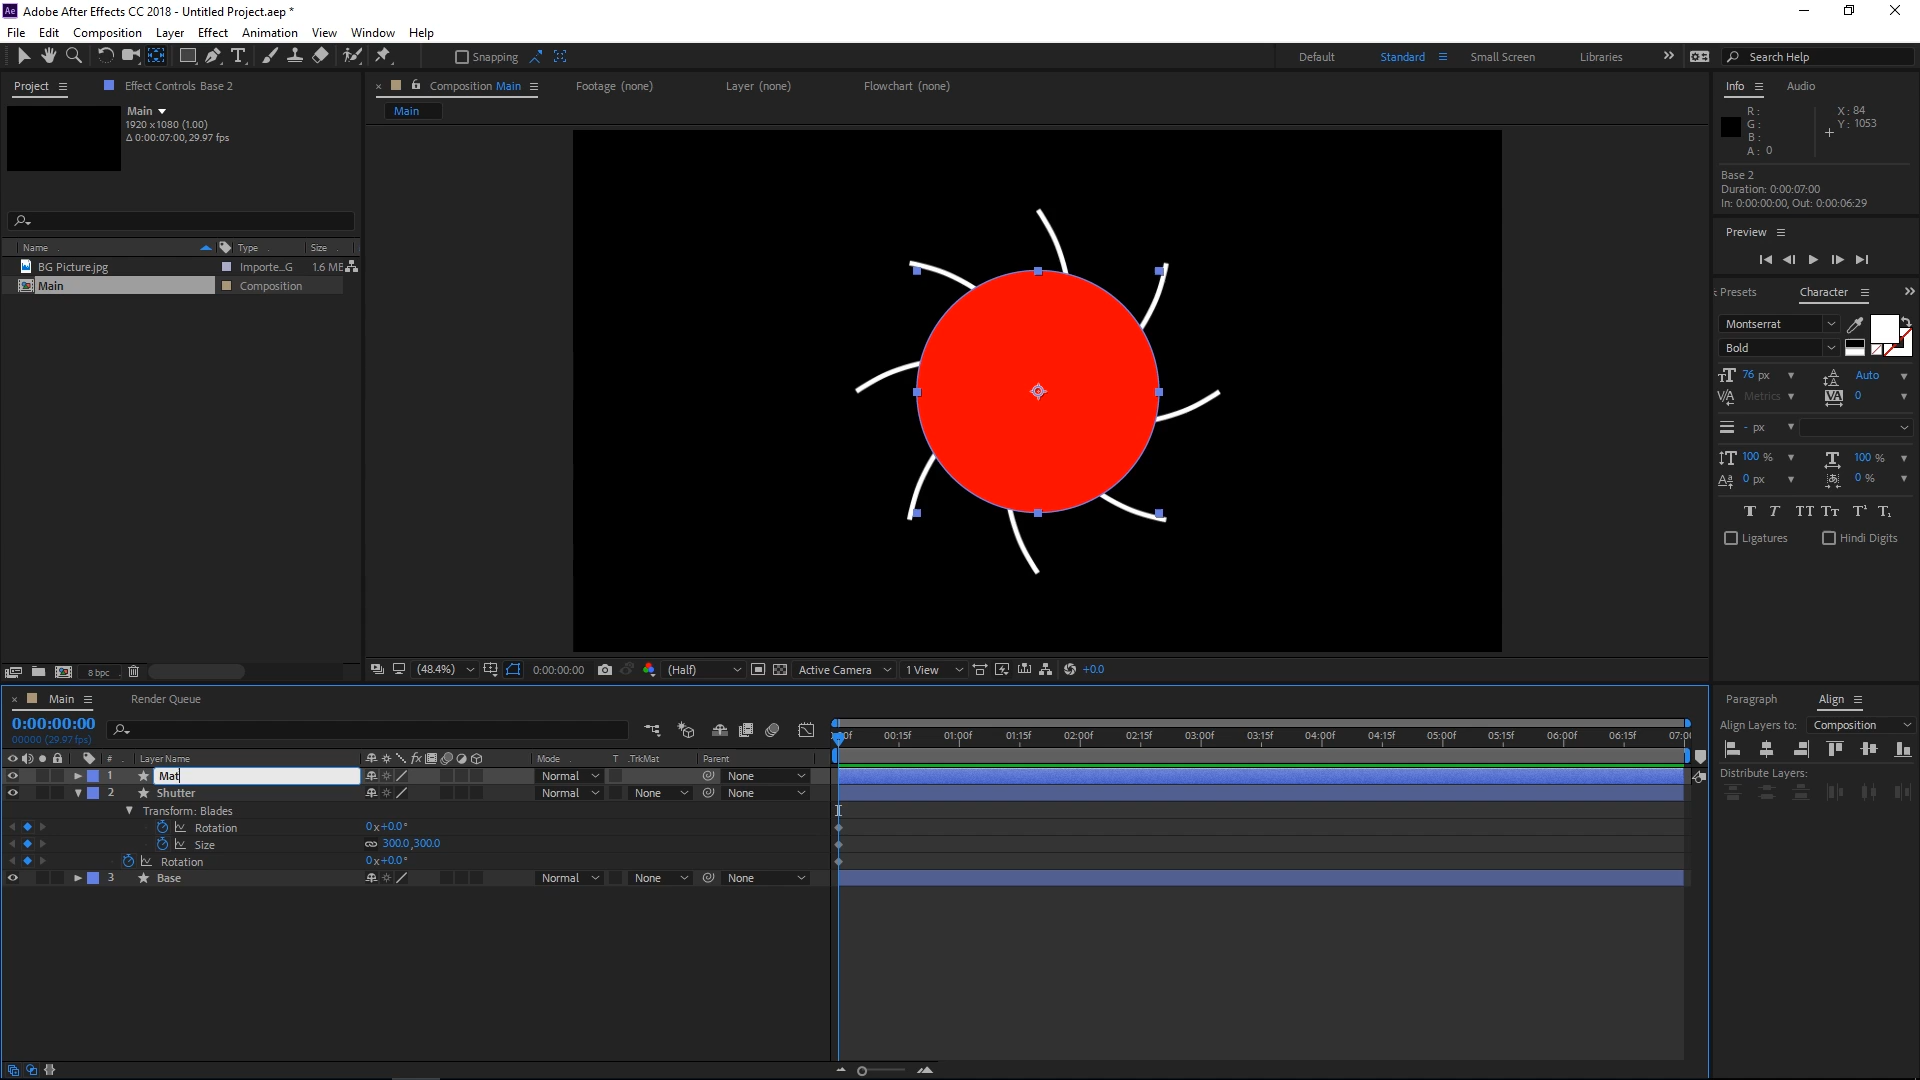 Adobe After Effects CC 2018 - Untitled Project.aep *
File Edit Composition Layer Effect Animation View Window Help
Snapping Default Standard Small Screen Libraries Search Help
Project Effect Controls Base 2
Composition Main Footage (none) Layer (none) Flowchart (none)
Main
Main
1920 x1080 (1.00)
Δ 0:00:07:00, 29.97 fps
Name Type Size
BG Picture.jpg Importe...G 1.6 ME
Main Composition
8 bpc
(48.4%) 0:00:00:00 (Half) Active Camera 1 View +0.0
Info Audio
R:
G:
B:
A: 0
X: 84
Y: 1053
Base 2
Duration: 0:00:07:00
In: 0:00:00:00, Out: 0:00:06:29
Preview
Presets Character
Montserrat
Bold
76 px Auto
Metrics 0
- px
100 % 100 %
0 px 0 %
Ligatures Hindi Digits
Paragraph Align
Align Layers to: Composition
Distribute Layers:
Main Render Queue
0:00:00:00
00000 (29.97 fps)
00:15f 01:00f 01:15f 02:00f 02:15f 03:00f 03:15f 04:00f 04:15f 05:00f 05:15f 06:00f 06:15f 07:0
# Layer Name Mode T .TrkMat Parent
1 Mat Normal None
2 Shutter Normal None None
Transform: Blades
Rotation 0x+0.0°
Size 300.0,300.0
Rotation 0x+0.0°
3 Base Normal None None